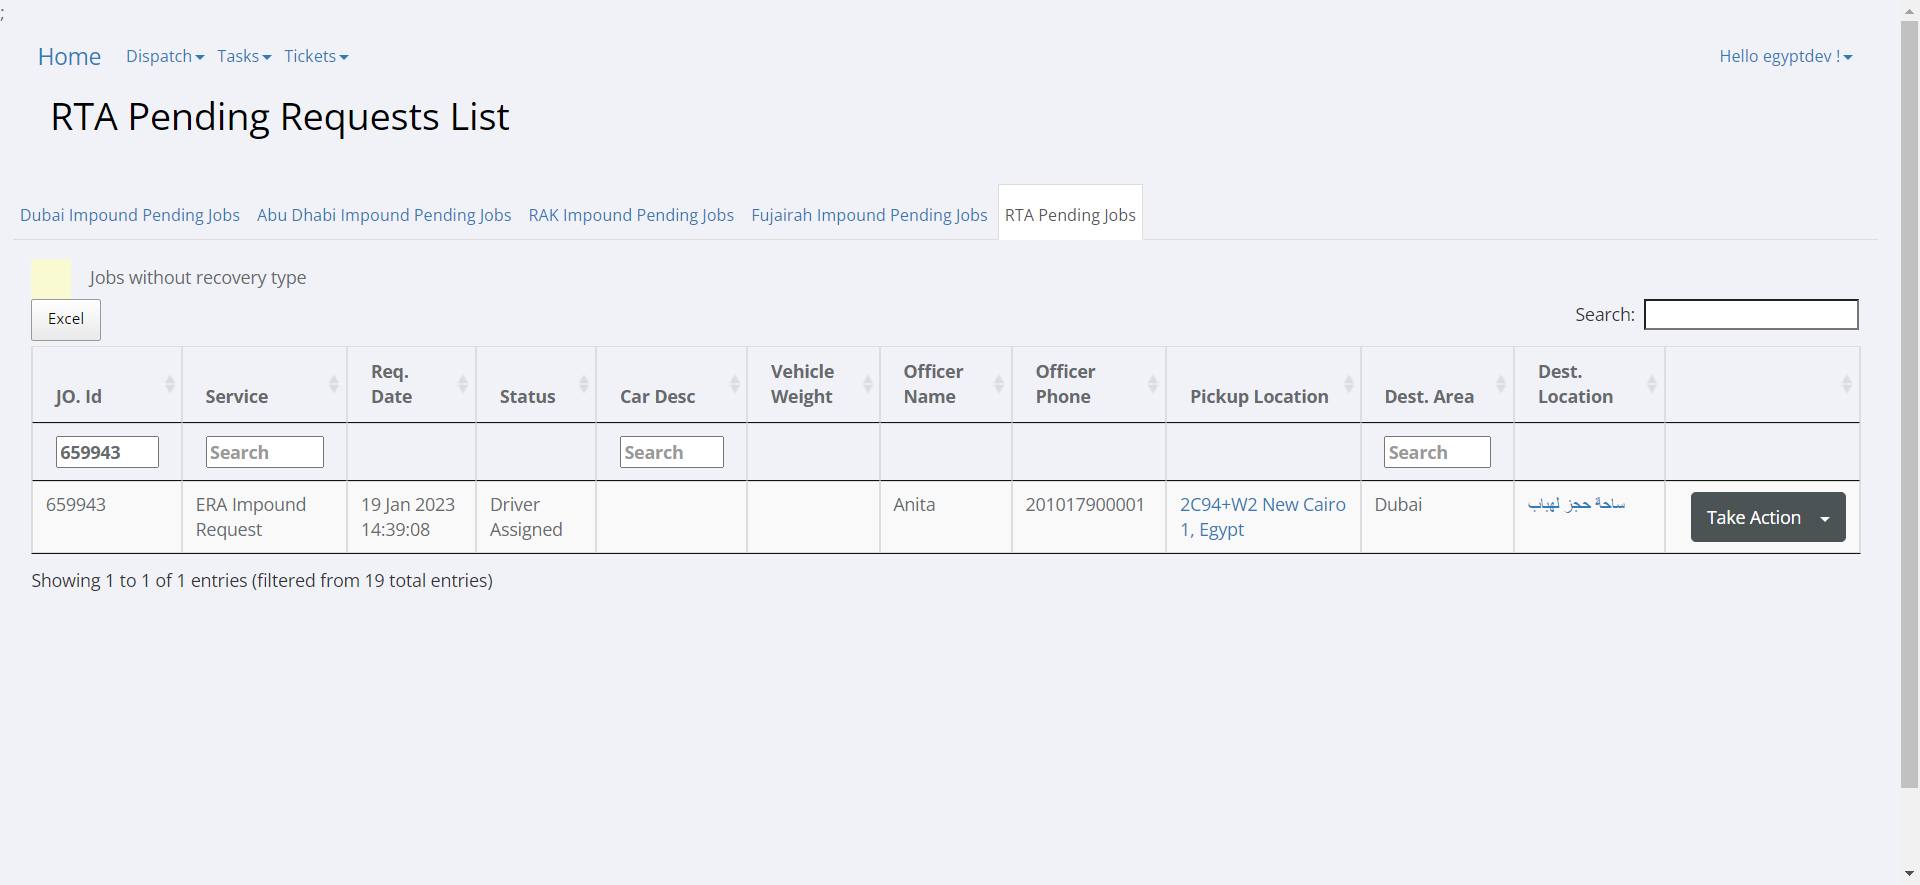 ;
Home Dispatch Tasks Tickets Hello egyptdev !
RTA Pending Requests List
Dubai Impound Pending Jobs Abu Dhabi Impound Pending Jobs RAK Impound Pending Jobs Fujairah Impound Pending Jobs RTA Pending Jobs
Jobs without recovery type
Excel Search:
JO. Id Service Req. Date Status Car Desc Vehicle Weight Officer Name Officer Phone Pickup Location Dest. Area Dest. Location
659943 Search Search Search
659943 ERA Impound Request 19 Jan 2023 14:39:08 Driver Assigned Anita 201017900001 2C94+W2 New Cairo 1, Egypt Dubai ساحة حجز لهباب Take Action
Showing 1 to 1 of 1 entries (filtered from 19 total entries)